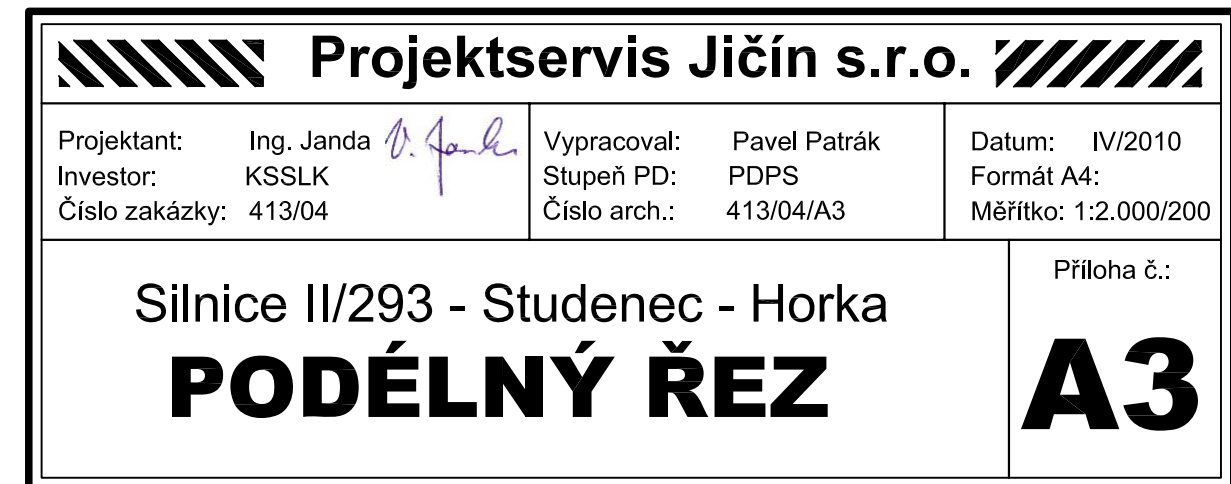 Projektservis Jičín s.r.o.
Projektant: Ing. Janda V. Janda
Investor: KSSLK
Číslo zakázky: 413/04
Vypracoval: Pavel Patrák
Stupeň PD: PDPS
Číslo arch.: 413/04/A3
Datum: IV/2010
Formát A4:
Měřítko: 1:2.000/200
Silnice II/293 - Studenec - Horka
PODÉLNÝ ŘEZ
Příloha č.:
A3